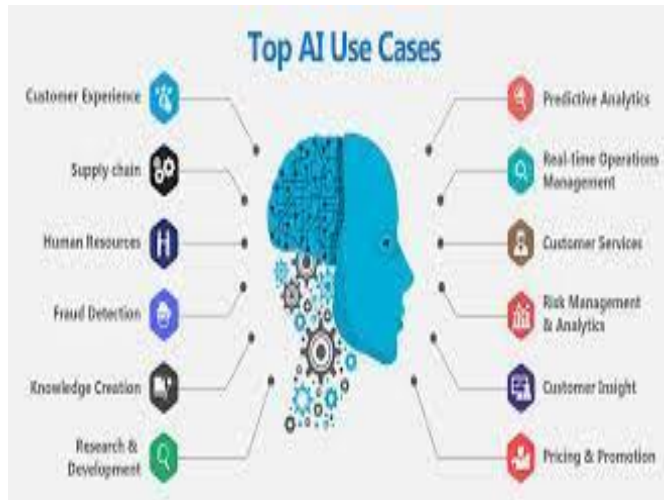 Top AI Use Cases
Customer Experience
Supply chain
Human Resources
Fraud Detection
Knowledge Creation
Research &
Development
Predictive Analytics
Real-time Operations
Management
Customer Services
Risk Management
& Analytics
Customer Insight
Pricing & Promotion